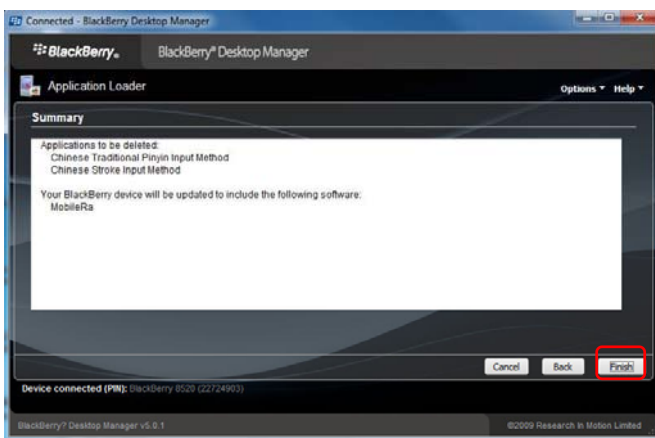 Connected - BlackBerry Desktop Manager
BlackBerry® BlackBerry® Desktop Manager
Application Loader Options Help
Summary
Applications to be deleted:
Chinese Traditional Pinyin Input Method
Chinese Stroke Input Method
Your BlackBerry device will be updated to include the following software:
MobileRa
Cancel Back Finish
Device connected (PIN): BlackBerry 8520 (22724903)
BlackBerry? Desktop Manager v5.0.1 ©2009 Research In Motion Limited